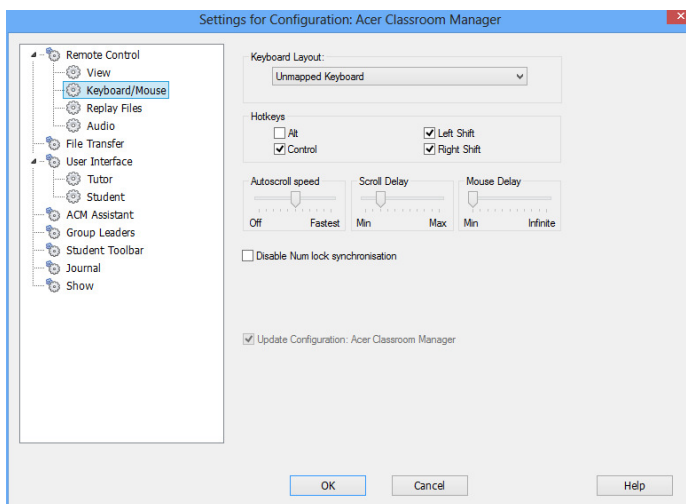 Settings for Configuration: Acer Classroom Manager
Remote Control
View
Keyboard/Mouse
Replay Files
Audio
File Transfer
User Interface
Tutor
Student
ACM Assistant
Group Leaders
Student Toolbar
Journal
Show
Keyboard Layout:
Unmapped Keyboard
Hotkeys
Alt
Left Shift
Control
Right Shift
Autoscroll speed
Scroll Delay
Mouse Delay
Off Fastest
Min Max
Min Infinite
Disable Num lock synchronisation
Update Configuration: Acer Classroom Manager
OK
Cancel
Help